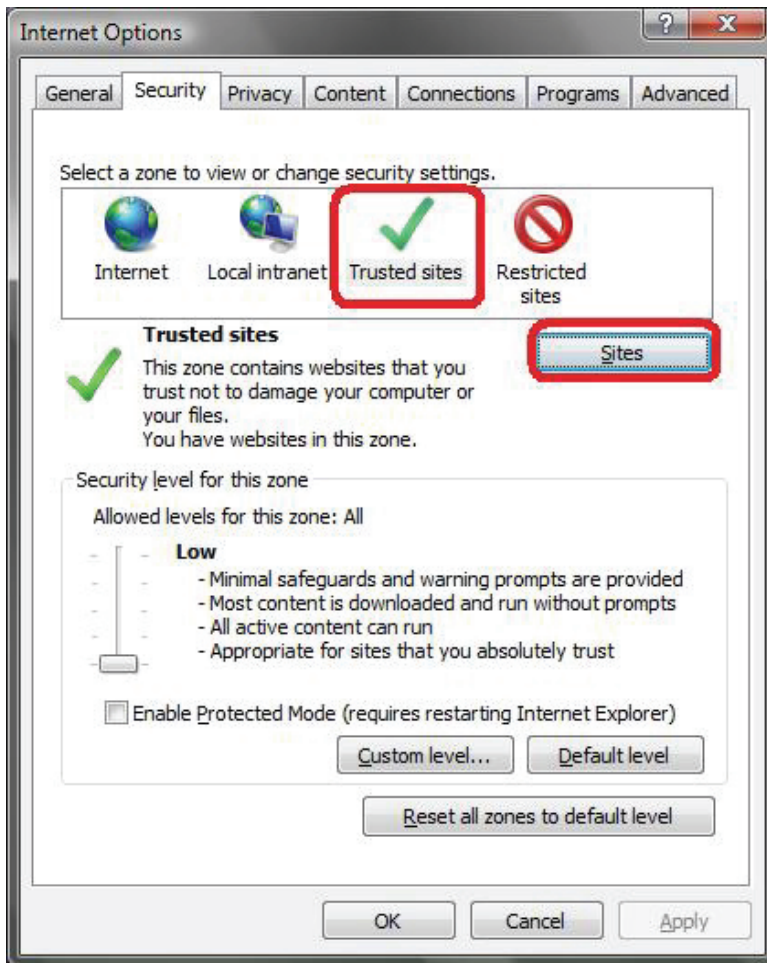 Internet Options
?
X
General Security Privacy Content Connections Programs Advanced
Select a zone to view or change security settings.
Internet
Local intranet
Trusted sites
Restricted
sites
Trusted sites
Sites
This zone contains websites that you
trust not to damage your computer or
your files.
You have websites in this zone.
Security level for this zone
Allowed levels for this zone: All
Low
- Minimal safeguards and warning prompts are provided
- Most content is downloaded and run without prompts
- All active content can run
- Appropriate for sites that you absolutely trust
Enable Protected Mode (requires restarting Internet Explorer)
Custom level...
Default level
Reset all zones to default level
OK
Cancel
Apply